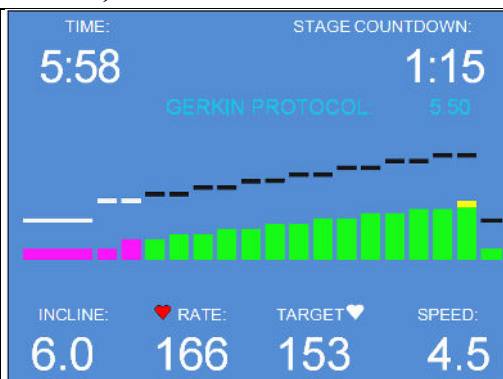 TIME: STAGE COUNTDOWN:
5:58 1:15
GERKIN PROTOCOL 5.50
INCLINE: RATE: TARGET SPEED:
6.0 166 153 4.5